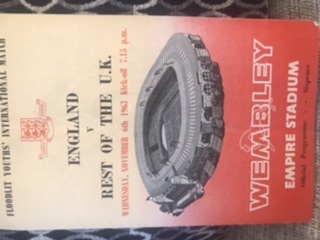 FLOODLIT YOUTHS' INTERNATIONAL MATCH
ENGLAND
v
REST OF THE U.K.
WEDNESDAY, NOVEMBER 6th 1963 Kick-off 7.15 p.m.
WEMBLEY
EMPIRE STADIUM
Official Programme . . . Sixpence